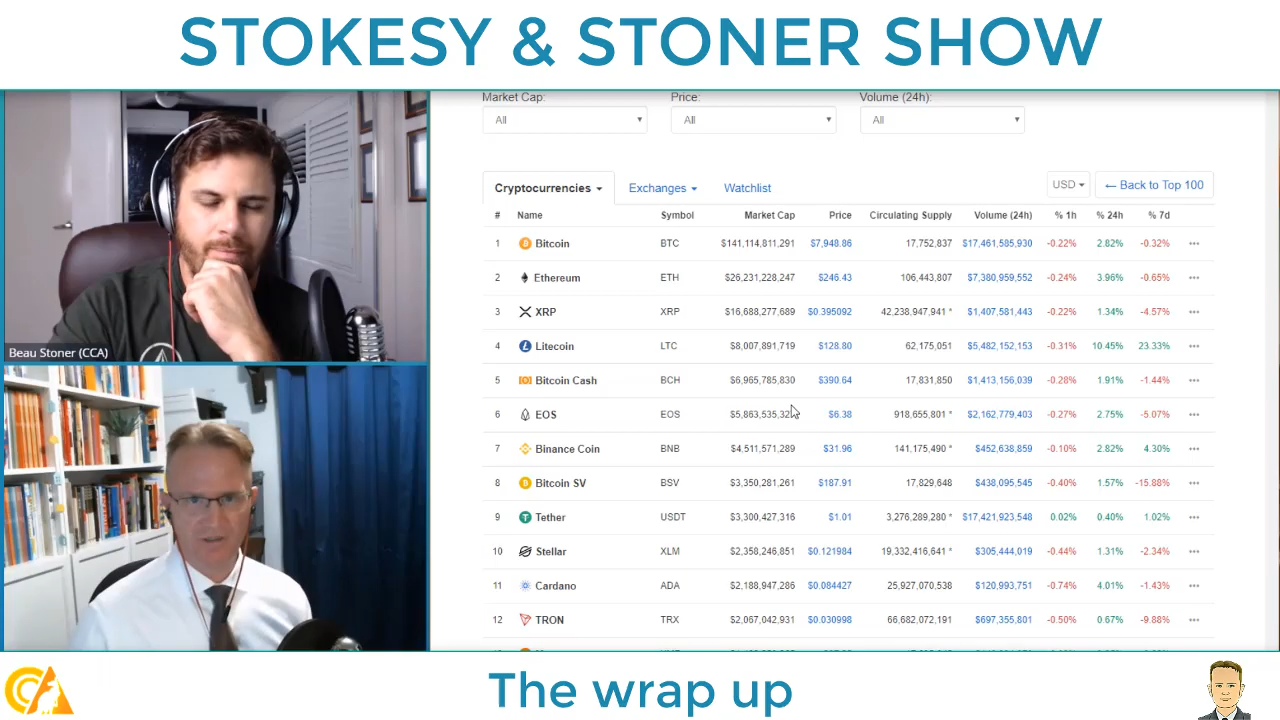 STOKESY & STONER SHOW
Beau Stoner (CCA)
Market Cap: Price: Volume (24h):
All All All
Cryptocurrencies Exchanges Watchlist USD ← Back to Top 100
# Name Symbol Market Cap Price Circulating Supply Volume (24h) % 1h % 24h % 7d
1 Bitcoin BTC $141,114,811,291 $7,948.86 17,752,837 $17,461,585,930 -0.22% 2.82% -0.32%
2 Ethereum ETH $26,231,228,247 $246.43 106,443,807 $7,380,959,552 -0.24% 3.96% -0.65%
3 XRP XRP $16,688,277,689 $0.395092 42,238,947,941 * $1,407,581,443 -0.22% 1.34% -4.57%
4 Litecoin LTC $8,007,891,719 $128.80 62,175,051 $5,482,152,153 -0.31% 10.45% 23.33%
5 Bitcoin Cash BCH $6,965,785,830 $390.64 17,831,850 $1,413,156,039 -0.28% 1.91% -1.44%
6 EOS EOS $6.38 918,655,801 * $2,162,779,403 -0.27% 2.75% -5.07%
7 Binance Coin BNB $4,511,571,289 $31.96 141,175,490 * $452,638,859 -0.10% 2.82% 4.30%
8 Bitcoin SV BSV $3,350,281,261 $187.91 17,829,648 $438,095,545 -0.40% 1.57% -15.88%
9 Tether USDT $3,300,427,316 $1.01 3,276,289,280 * $17,421,923,548 0.02% 0.40% 1.02%
10 Stellar XLM $2,358,246,851 $0.121984 19,332,416,641 * $305,444,019 -0.44% 1.31% -2.34%
11 Cardano ADA $2,188,947,286 $0.084427 25,927,070,538 $120,993,751 -0.74% 4.01% -1.43%
12 TRON TRX $2,067,042,931 $0.030998 66,682,072,191 $697,355,801 -0.50% 0.67% -9.88%
The wrap up